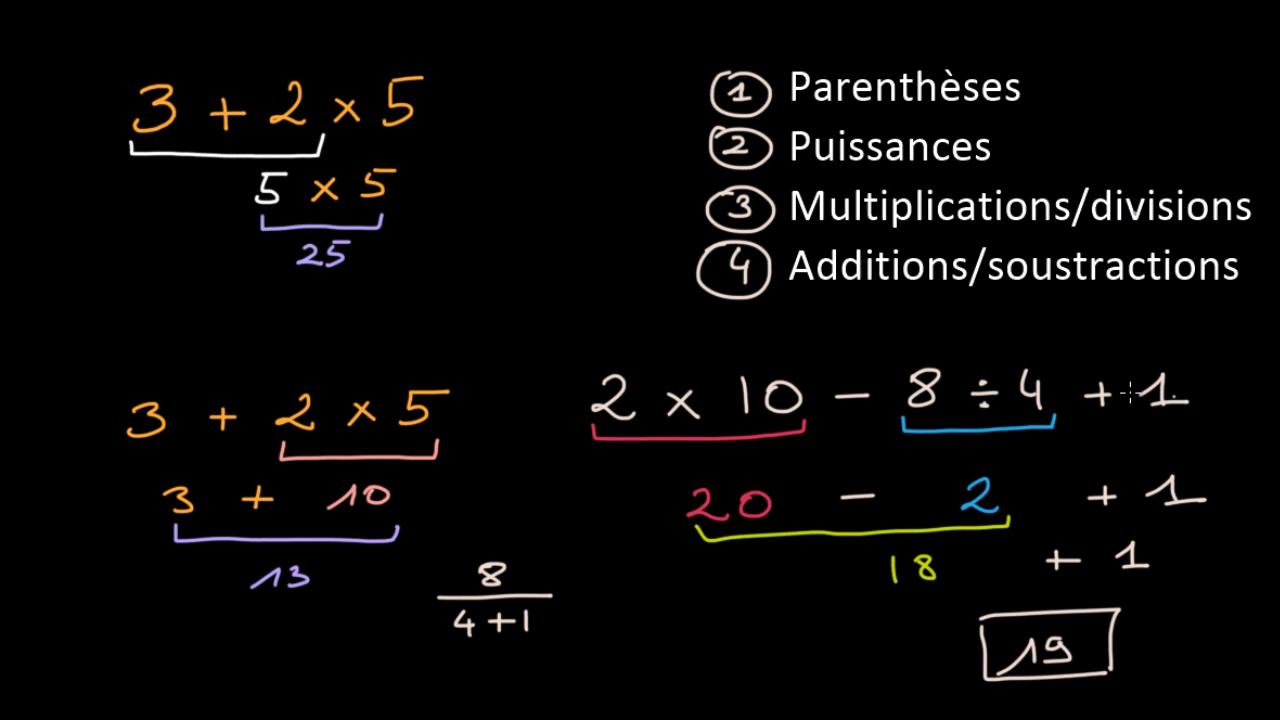 3 + 2 × 5
5 × 5
25
1 Parenthèses
2 Puissances
3 Multiplications/divisions
4 Additions/soustractions
3 + 2 × 5
3 + 10
13
8
4 + 1
2 × 10 − 8 ÷ 4 + 1
20 − 2 + 1
18 + 1
19